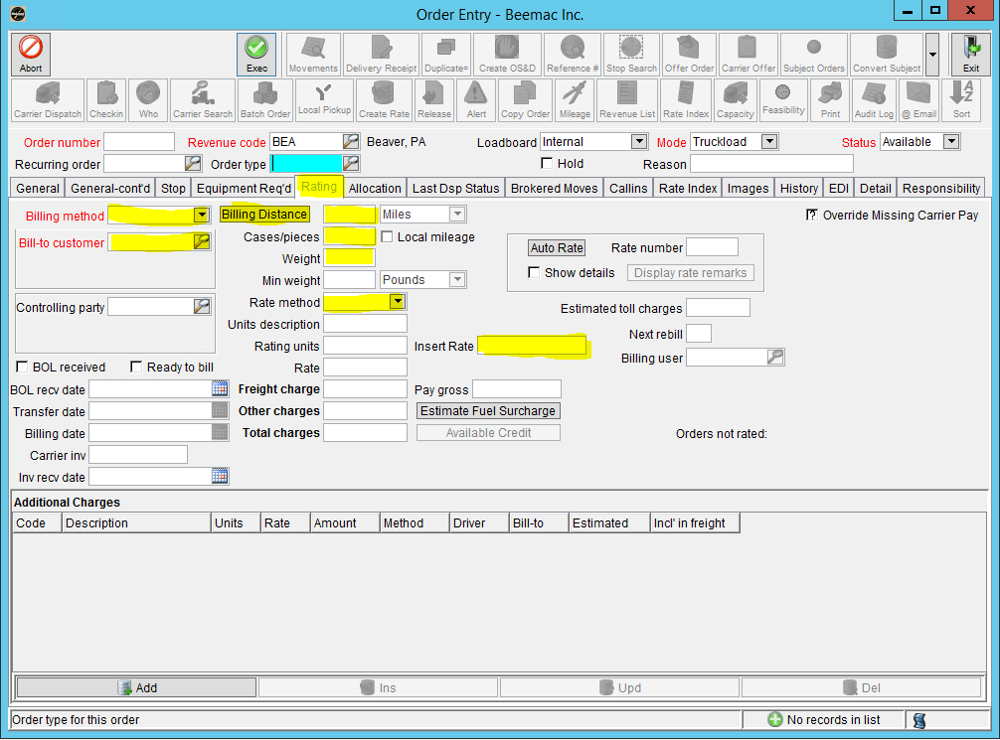 Order Entry - Beemac Inc.
Abort Exec Movements Delivery Receipt Duplicate= Create OS&D Reference # Stop Search Offer Order Carrier Offer Subject Orders Convert Subject Exit
Carrier Dispatch Checkin Who Carrier Search Batch Order Local Pickup Create Rate Release Alert Copy Order Mileage Revenue List Rate Index Capacity Feasibility Print Audit Log @ Email Sort
Order number Revenue code BEA Beaver, PA Loadboard Internal Mode Truckload Status Available
Recurring order Order type Hold Reason
General General-cont'd Stop Equipment Req'd Rating Allocation Last Dsp Status Brokered Moves Callins Rate Index Images History EDI Detail Responsibility
Billing method Billing Distance Miles ? Override Missing Carrier Pay
Bill-to customer Cases/pieces Local mileage
Auto Rate Rate number
Weight
Show details Display rate remarks
Min weight Pounds
Controlling party Rate method Estimated toll charges
Units description
Next rebill
Rating units Insert Rate
Billing user
BOL received Ready to bill Rate
BOL recv date Freight charge Pay gross
Transfer date Other charges Estimate Fuel Surcharge
Billing date Total charges Available Credit Orders not rated:
Carrier inv
Inv recv date
Additional Charges
Code Description Units Rate Amount Method Driver Bill-to Estimated Incl' in freight
Add Ins Upd Del
Order type for this order No records in list